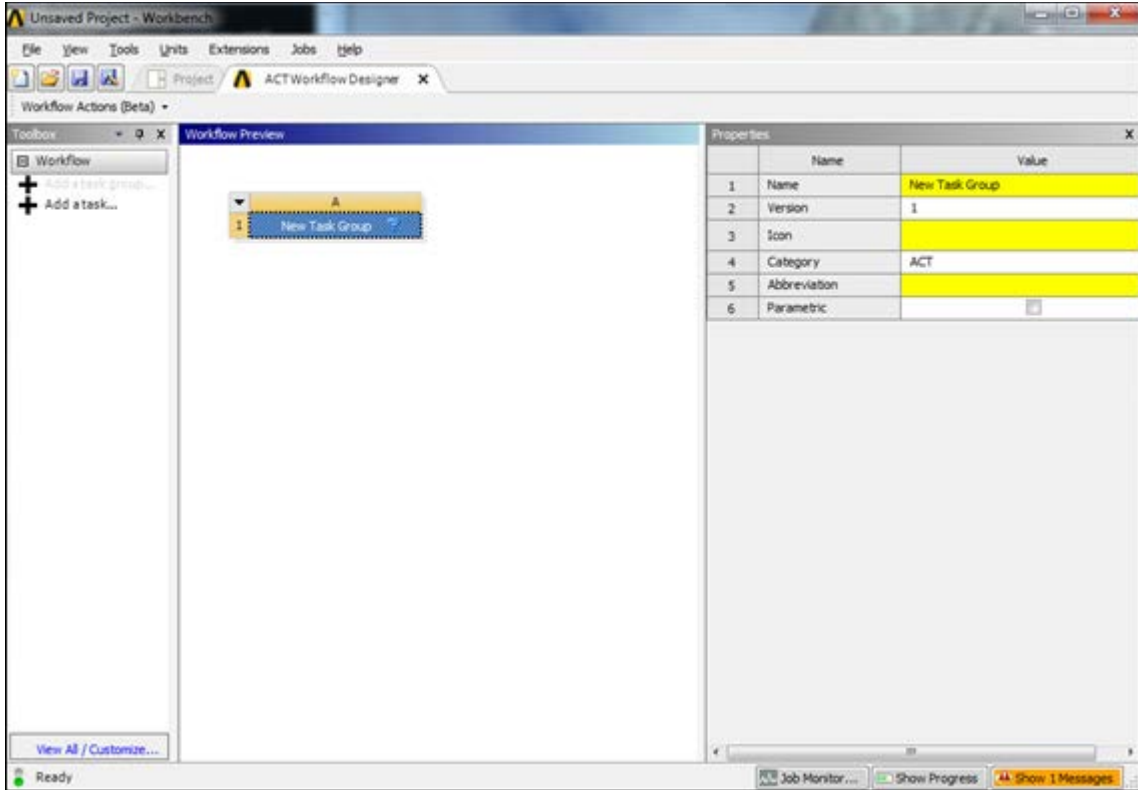 Unsaved Project - Workbench
File View Tools Units Extensions Jobs Help
Project ACT Workflow Designer X
Workflow Actions (Beta)
Toolbox
Workflow Preview
Properties
Workflow
Add a task group...
Add a task...
A
1 New Task Group ?
Name Value
1 Name New Task Group
2 Version 1
3 Icon
4 Category ACT
5 Abbreviation
6 Parametric
View All / Customize...
Ready
Job Monitor...
Show Progress
Show 1 Messages